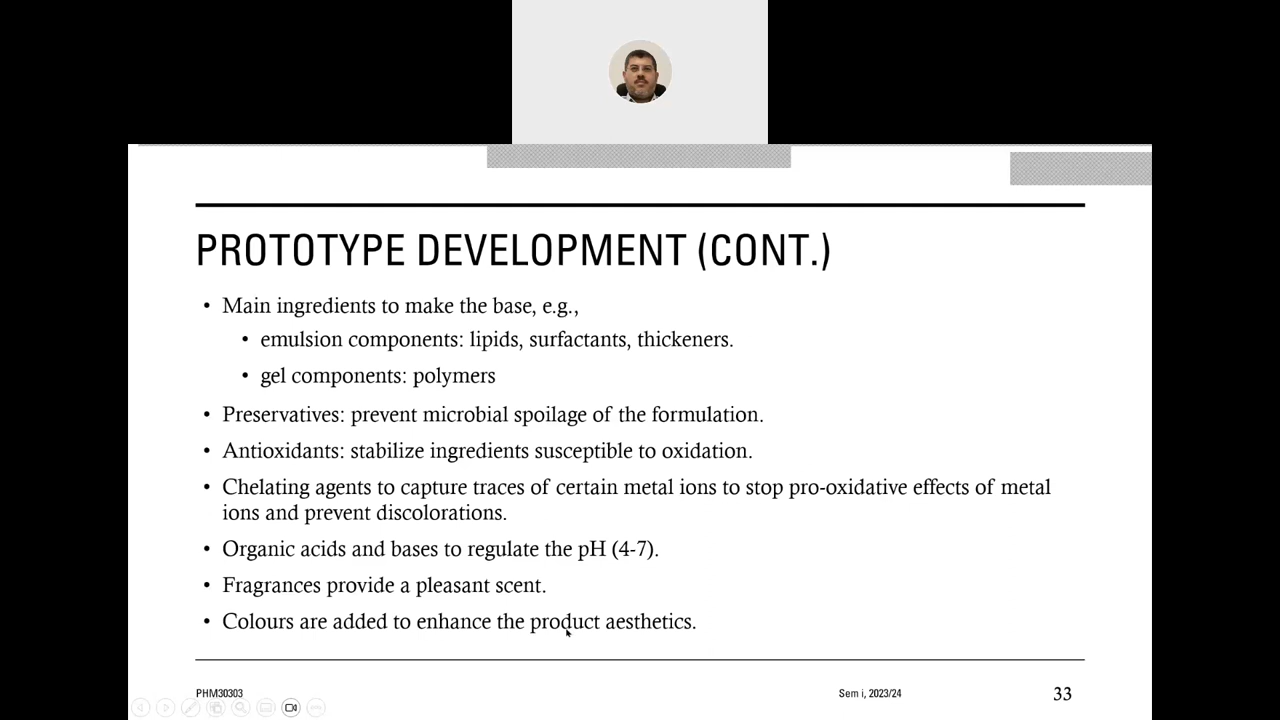 PROTOTYPE DEVELOPMENT (CONT.)
• Main ingredients to make the base, e.g.,
• emulsion components: lipids, surfactants, thickeners.
• gel components: polymers
• Preservatives: prevent microbial spoilage of the formulation.
• Antioxidants: stabilize ingredients susceptible to oxidation.
• Chelating agents to capture traces of certain metal ions to stop pro-oxidative effects of metal
ions and prevent discolorations.
• Organic acids and bases to regulate the pH (4-7).
• Fragrances provide a pleasant scent.
• Colours are added to enhance the product aesthetics.
PHM30303 Sem i, 2023/24 33